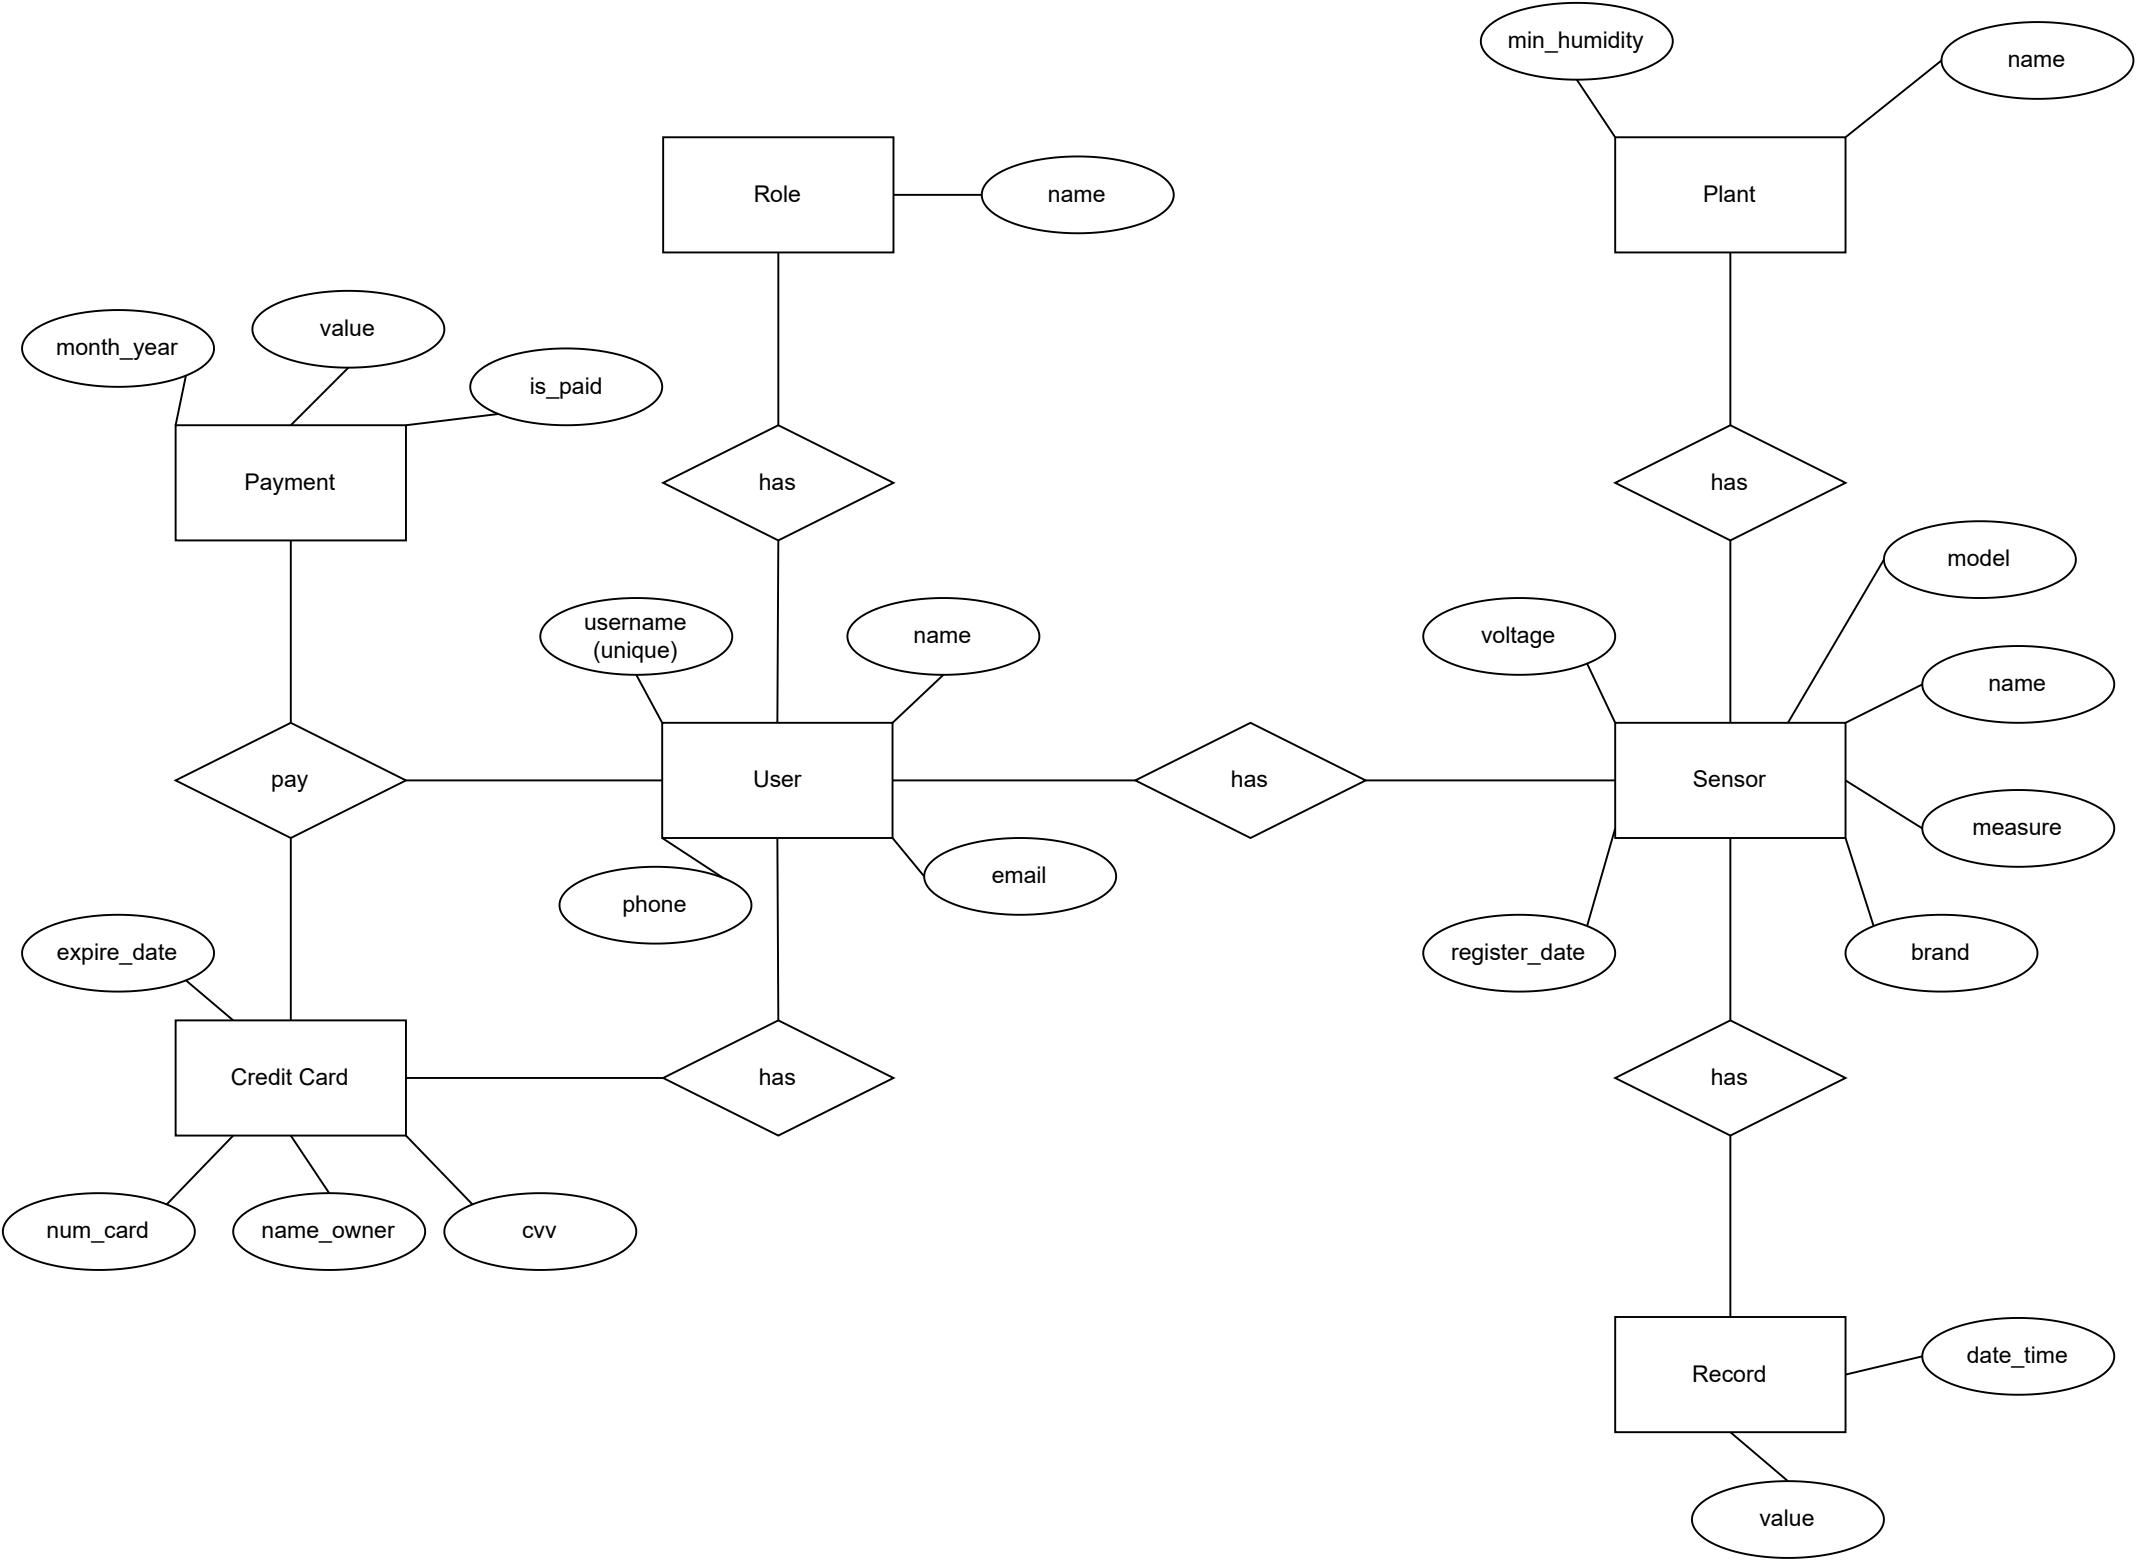 min_humidity
name
Role
name
Plant
month_year
value
is_paid
Payment
has
has
model
username
(unique)
name
voltage
name
pay
User
has
Sensor
measure
phone
email
expire_date
register_date
brand
Credit Card
has
has
num_card
name_owner
cvv
Record
date_time
value